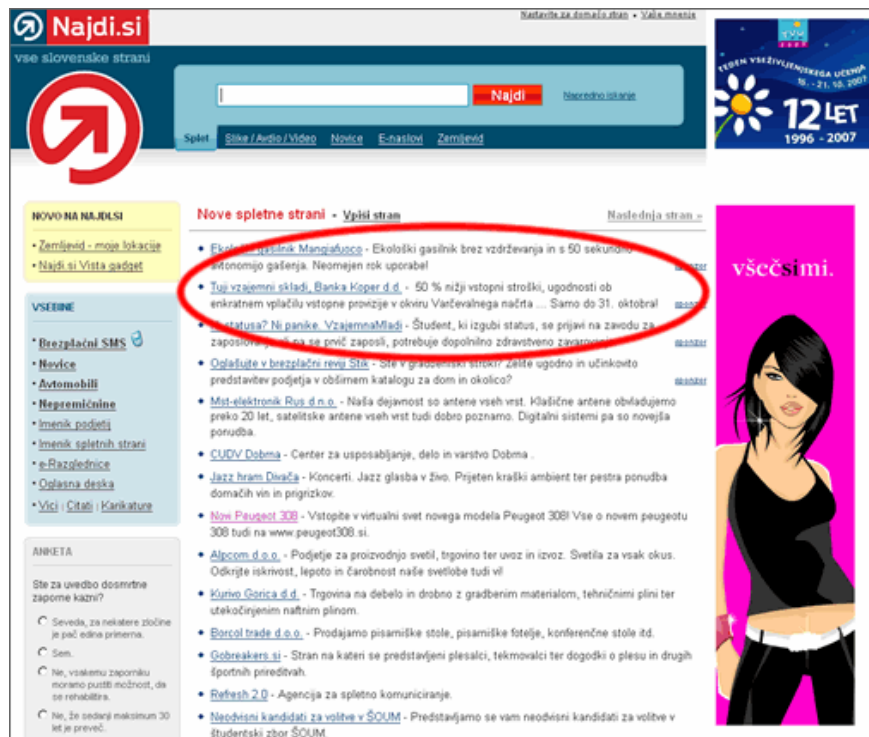 Najdi.si
Nastavite za domačo stran • Vaše mnenje
vse slovenske strani
Najdi
Napredno iskanje
Splet Slike / Avdio / Video Novice E-naslovi Zemljevid
TVU
2007
TEDEN VSEŽIVLJENJSKEGA UČENJA
15. - 21. 10. 2007
12 LET
1996 - 2007
NOVO NA NAJDI.SI
• Zemljevid - moje lokacije
• Najdi.si Vista gadget
VSEBINE
• Brezplačni SMS
• Novice
• Avtomobili
• Nepremičnine
• Imenik podjetij
• Imenik spletnih strani
• e-Razglednice
• Oglasna deska
• Vici | Citati | Karikature
ANKETA
Ste za uvedbo dosmrtne
zaporne kazni?
Seveda, za nekatere zločine
je pač edina primerna.
Sem.
Ne, vsakemu zaporniku
moramo pustiti možnost, da
se rehabilitira.
Ne, že sedanji maksimum 30
let je preveč.
Nove spletne strani • Vpiši stran
Naslednja stran »
• Ekološki gasilnik Mangiafuoco - Ekološki gasilnik brez vzdrževanja in s 50 sekundno
avtonomijo gašenja. Neomejen rok uporabe!
• Tuji vzajemni skladi, Banka Koper d.d. - 50 % nižji vstopni stroški, ugodnosti ob
enkratnem vplačilu vstopne provizije v okviru Varčevalnega načrta ... Samo do 31. oktobra! sponzor
statusa? Ni panike. VzajemnaMladi - Študent, ki izgubi status, se prijavi na zavodu za
zaposlovanje ali pa se prvič zaposli, potrebuje dopolnilno zdravstveno zavarovanje. sponzor
• Oglašujte v brezplačni reviji Stik - Ste v gradbeniški stroki? Želite ugodno in učinkovito
predstavitev podjetja v obširnem katalogu za dom in okolico? sponzor
• Mst-elektronik Rus d.n.o. - Naša dejavnost so antene vseh vrst. Klašične antene obvladujemo
preko 20 let, satelitske antene vseh vrst tudi dobro poznamo. Digitalni sistemi pa so novejša
ponudba.
• CUDV Dobrna - Center za usposabljanje, delo in varstvo Dobrna .
• Jazz hram Divača - Koncerti. Jazz glasba v živo. Prijeten kraški ambient ter pestra ponudba
domačih vin in prigrizkov.
• Now Peugeot 308 - Vstopite v virtualni svet novega modela Peugeot 308! Vse o novem peugeotu
308 tudi na www.peugeot308.si.
• Alpcom d.o.o. - Podjetje za proizvodnjo svetil, trgovino ter uvoz in izvoz. Svetila za vsak okus.
Odkrijte iskrivost, lepoto in čarobnost naše svetlobe tudi vi!
• Kurivo Gorica d.d. - Trgovina na debelo in drobno z gradbenim materialom, tehničnimi plini ter
utekočinjenim naftnim plinom.
• Borcol trade d.o.o. - Prodajamo pisarniške stole, pisarniške fotelje, konferenčne stole itd.
• Gobreakers.si - Stran na kateri se predstavljeni plesalci, tekmovalci ter dogodki o plesu in drugih
športnih prireditvah.
• Refresh 2.0 - Agencija za spletno komuniciranje.
• Neodvisni kandidati za volitve v ŠOUM - Predstavljamo se vam neodvisni kandidati za volitve v
študentski zbor ŠOUM.
všečsimi.